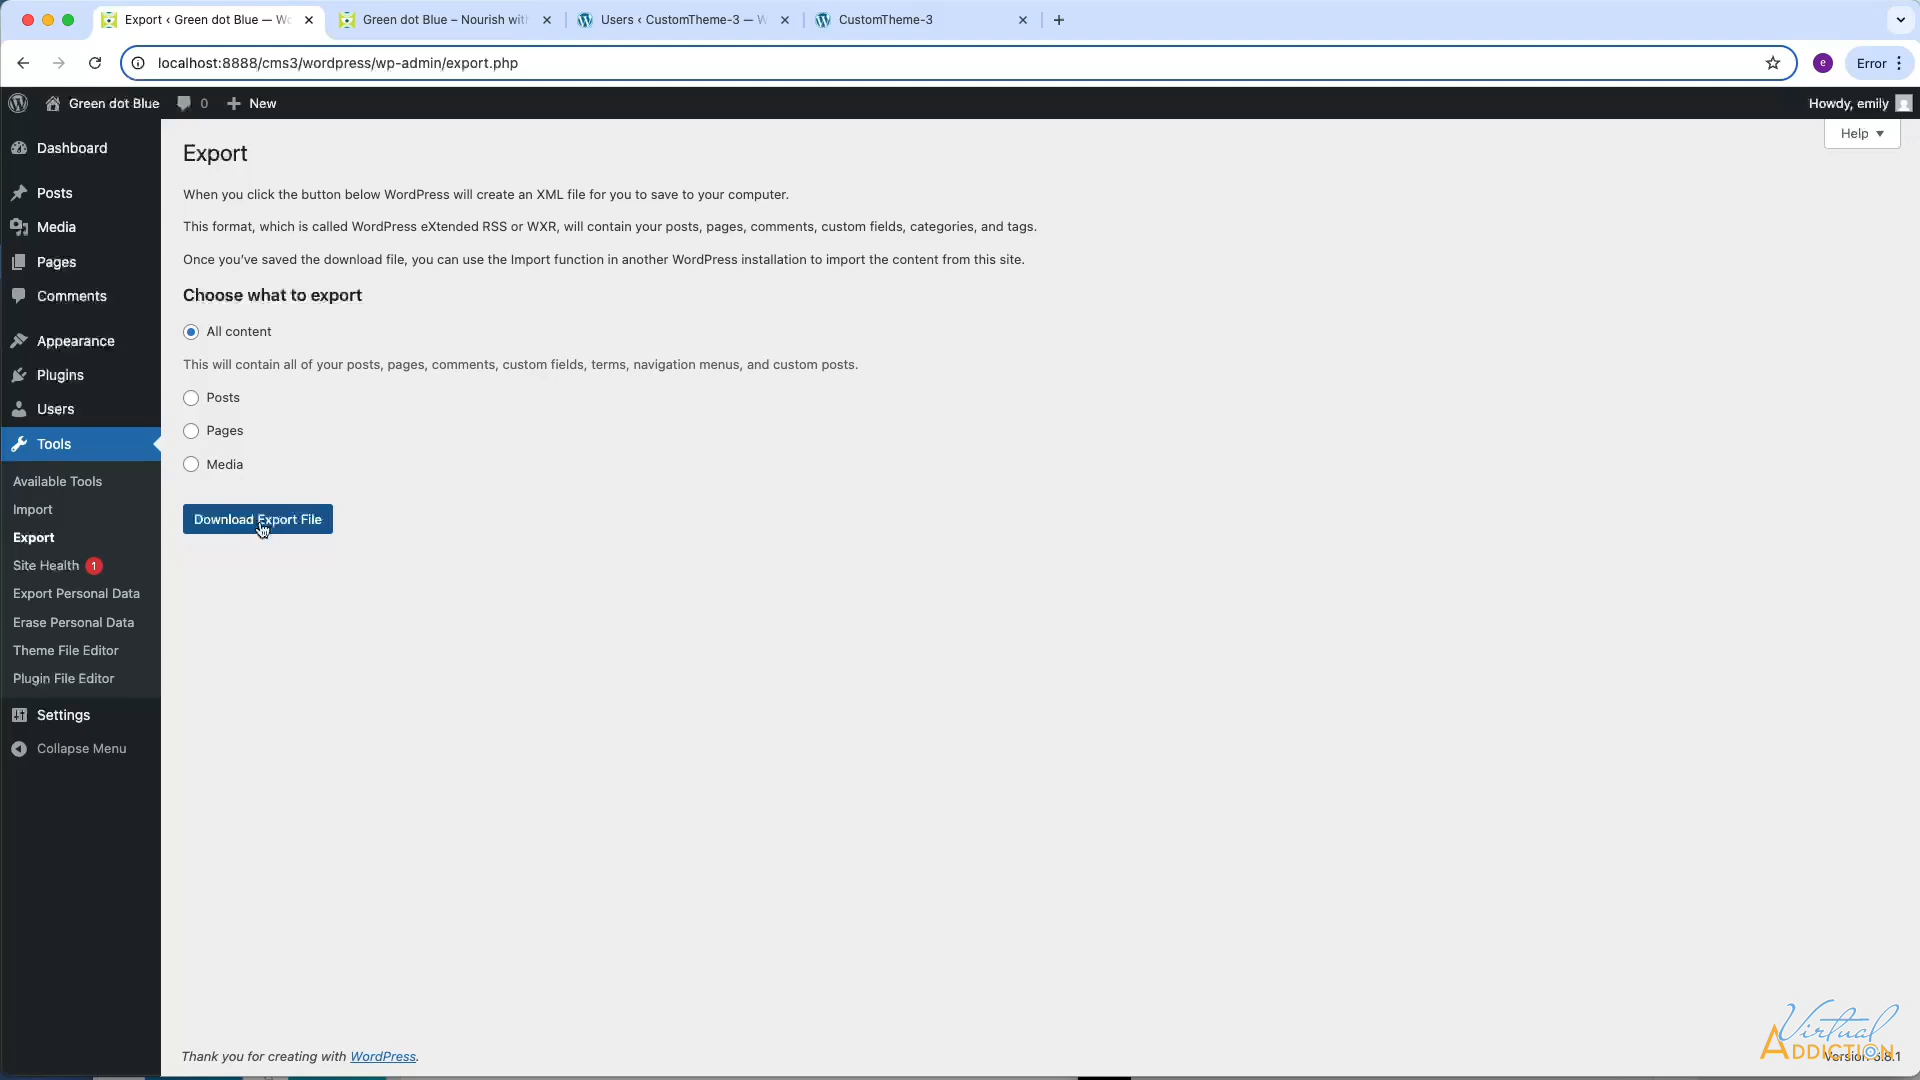 Export ‹ Green dot Blue — Wo
Green dot Blue – Nourish with
Users ‹ CustomTheme-3 — W
CustomTheme-3
localhost:8888/cms3/wordpress/wp-admin/export.php
e
Error
Green dot Blue
0
New
Howdy, emily
Help
Dashboard
Posts
Media
Pages
Comments
Appearance
Plugins
Users
Tools
Available Tools
Import
Export
Site Health 1
Export Personal Data
Erase Personal Data
Theme File Editor
Plugin File Editor
Settings
Collapse Menu
Export
When you click the button below WordPress will create an XML file for you to save to your computer.
This format, which is called WordPress eXtended RSS or WXR, will contain your posts, pages, comments, custom fields, categories, and tags.
Once you’ve saved the download file, you can use the Import function in another WordPress installation to import the content from this site.
Choose what to export
All content
This will contain all of your posts, pages, comments, custom fields, terms, navigation menus, and custom posts.
Posts
Pages
Media
Download Export File
Thank you for creating with WordPress.
Virtual
ADDICTION
Version 6.8.1